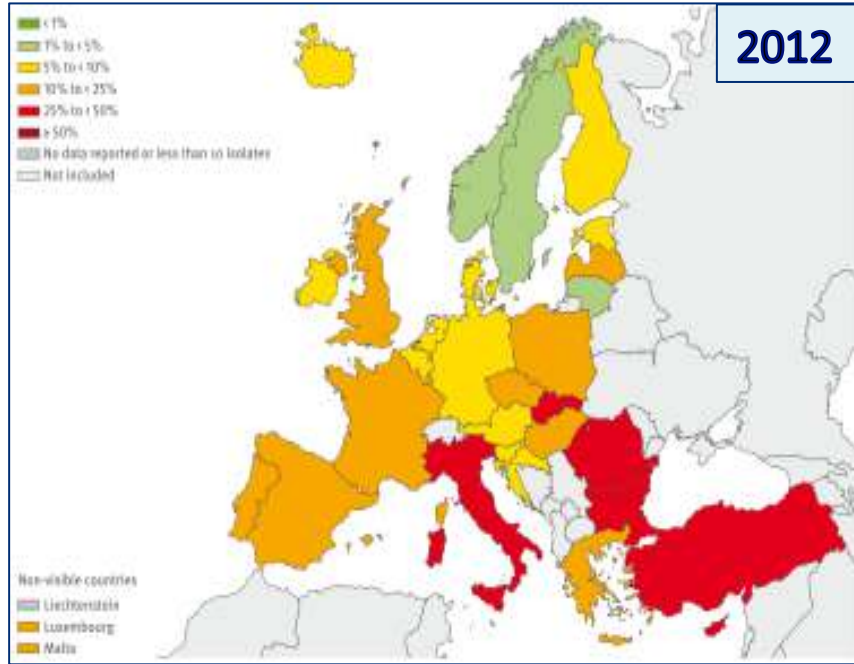 2012
< 1%
1% to < 5%
5% to < 10%
10% to < 25%
25% to < 50%
≥ 50%
No data reported or less than 10 isolates
Not included
Non-visible countries
Liechtenstein
Luxembourg
Malta